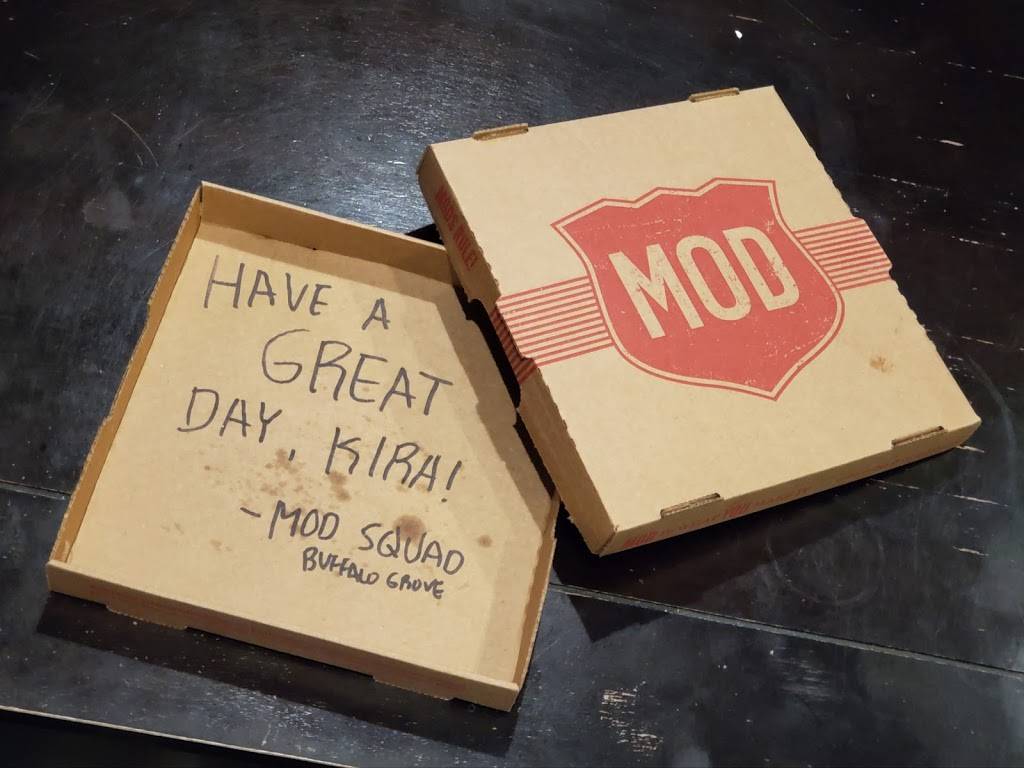 HAVE A
GREAT
DAY, KIRA!
- MOD SQUAD
BUFFALO GROVE
MOD